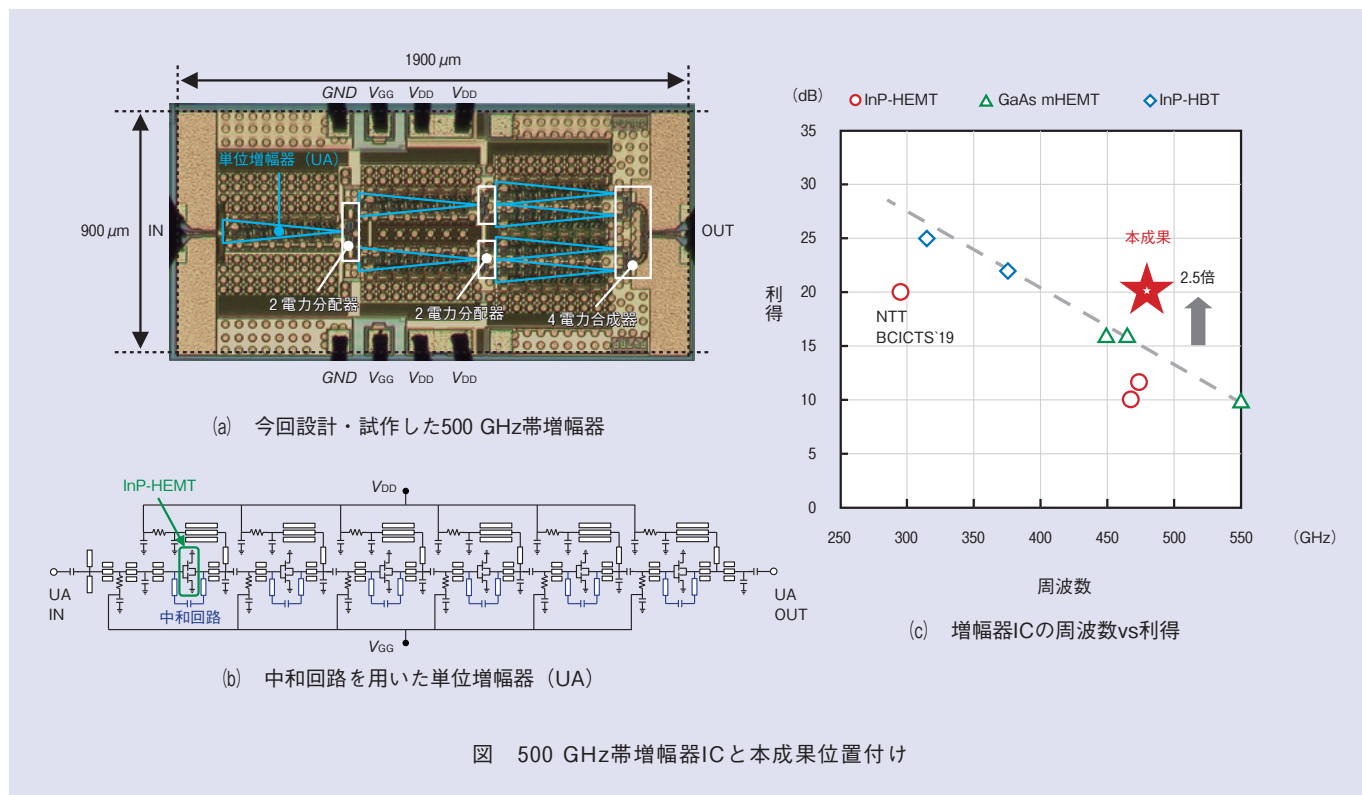 1900 μm
GND VGG VDD VDD
単位増幅器（UA）
900 μm
IN
OUT
2 電力分配器
2 電力分配器
4 電力合成器
GND VGG VDD VDD
(a) 今回設計・試作した500 GHz帯増幅器
InP-HEMT
VDD
UA
IN
中和回路
UA
OUT
VGG
(b) 中和回路を用いた単位増幅器（UA）
（dB） InP-HEMT GaAs mHEMT InP-HBT
35
30
25
20
15
10
5
0
利得
本成果
2.5倍
NTT
BCICTS`19
250 300 350 400 450 500 550 （GHz）
周波数
(c) 増幅器ICの周波数vs利得
図 500 GHz帯増幅器ICと本成果位置付け